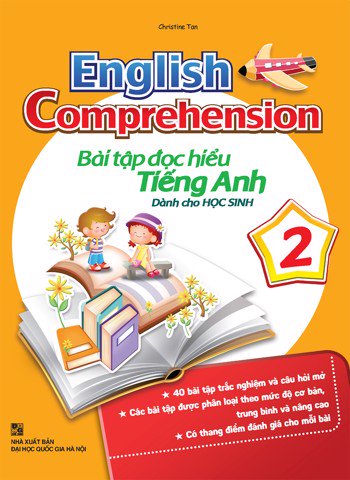 Christine Tan
English
Comprehension
Bài tập đọc hiểu
Tiếng Anh
Dành cho HỌC SINH
2
★ 40 bài tập trắc nghiệm và câu hỏi mở
★ Các bài tập được phân loại theo mức độ cơ bản,
trung bình và nâng cao
★ Có thang điểm đánh giá cho mỗi bài
NHÀ XUẤT BẢN
ĐẠI HỌC QUỐC GIA HÀ NỘI